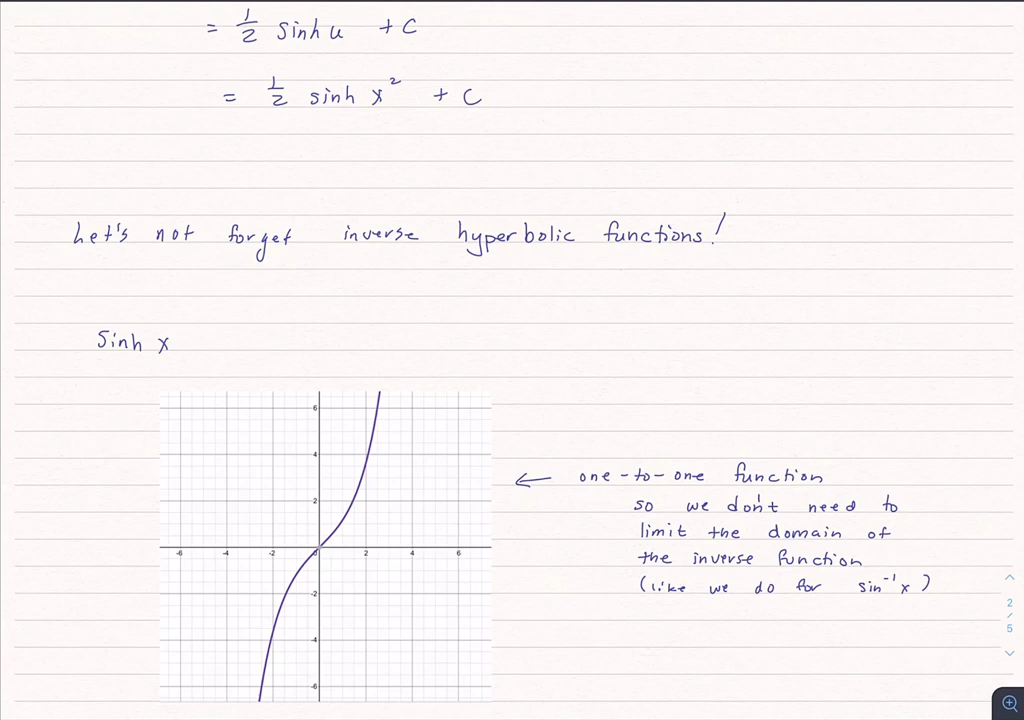 = 1/2 sinh u + C
= 1/2 sinh x² + C
Let's not forget inverse hyperbolic functions!
Sinh x
6
4
2
-6 -4 -2 0 2 4 6
-2
-4
-6
← one-to-one function
so we don't need to
limit the domain of
the inverse function
(like we do for sin⁻¹ x)
2
/
5